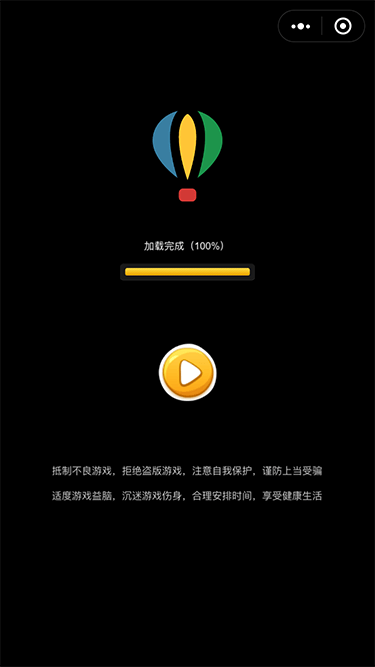 加载完成（100%）
抵制不良游戏，拒绝盗版游戏，注意自我保护，谨防上当受骗
适度游戏益脑，沉迷游戏伤身，合理安排时间，享受健康生活